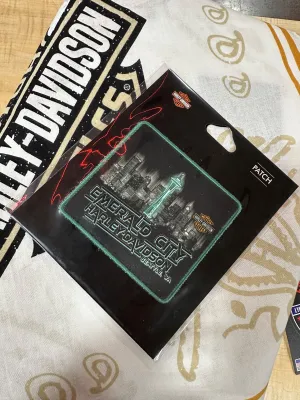 HARLEY-DAVIDSON
PATCH
EMERALD CITY
HARLEY-DAVIDSON
SEATTLE, WA